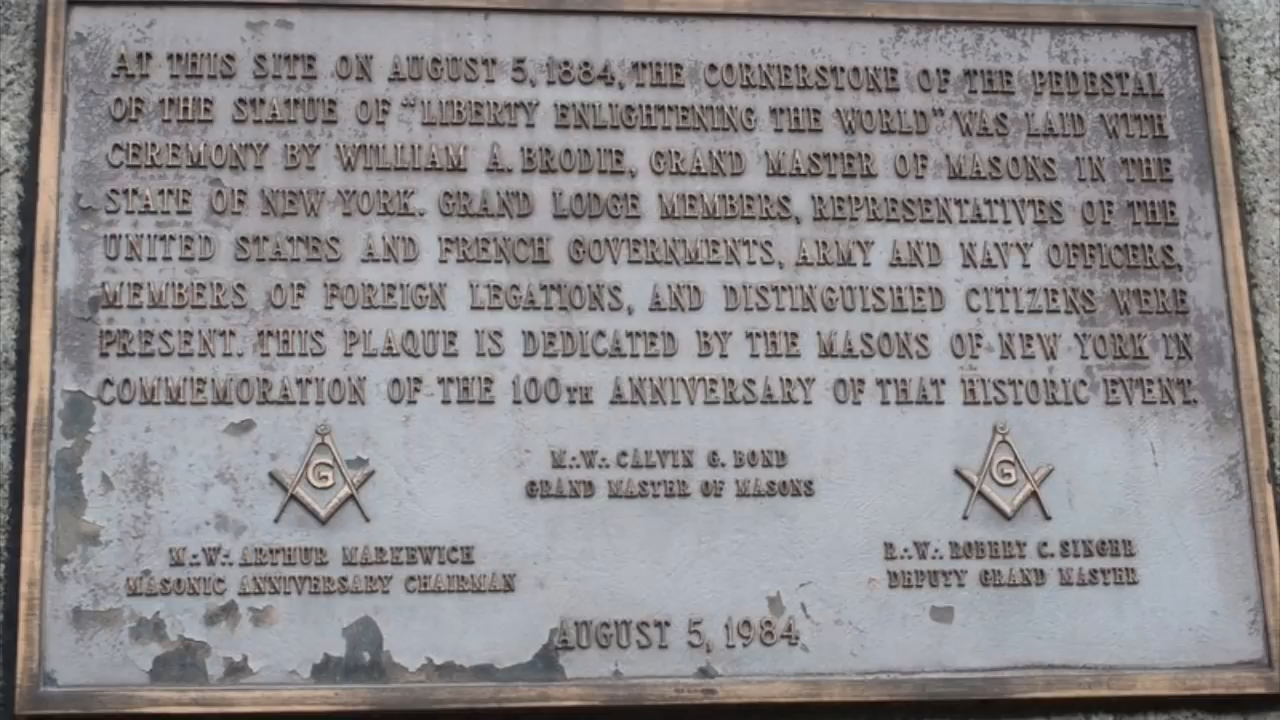 AT THIS SITE ON AUGUST 5, 1884, THE CORNERSTONE OF THE PEDESTAL
OF THE STATUE OF "LIBERTY ENLIGHTENING THE WORLD" WAS LAID WITH
CEREMONY BY WILLIAM A. BRODIE, GRAND MASTER OF MASONS IN THE
STATE OF NEW YORK. GRAND LODGE MEMBERS, REPRESENTATIVES OF THE
UNITED STATES AND FRENCH GOVERNMENTS, ARMY AND NAVY OFFICERS,
MEMBERS OF FOREIGN LEGATIONS, AND DISTINGUISHED CITIZENS WERE
PRESENT. THIS PLAQUE IS DEDICATED BY THE MASONS OF NEW YORK IN
COMMEMORATION OF THE 100TH ANNIVERSARY OF THAT HISTORIC EVENT.
G
G
M∴W∴ CALVIN G. BOND
GRAND MASTER OF MASONS
M∴W∴ ARTHUR MARKEWICH
MASONIC ANNIVERSARY CHAIRMAN
R∴W∴ ROBERT C. SINGER
DEPUTY GRAND MASTER
AUGUST 5, 1984